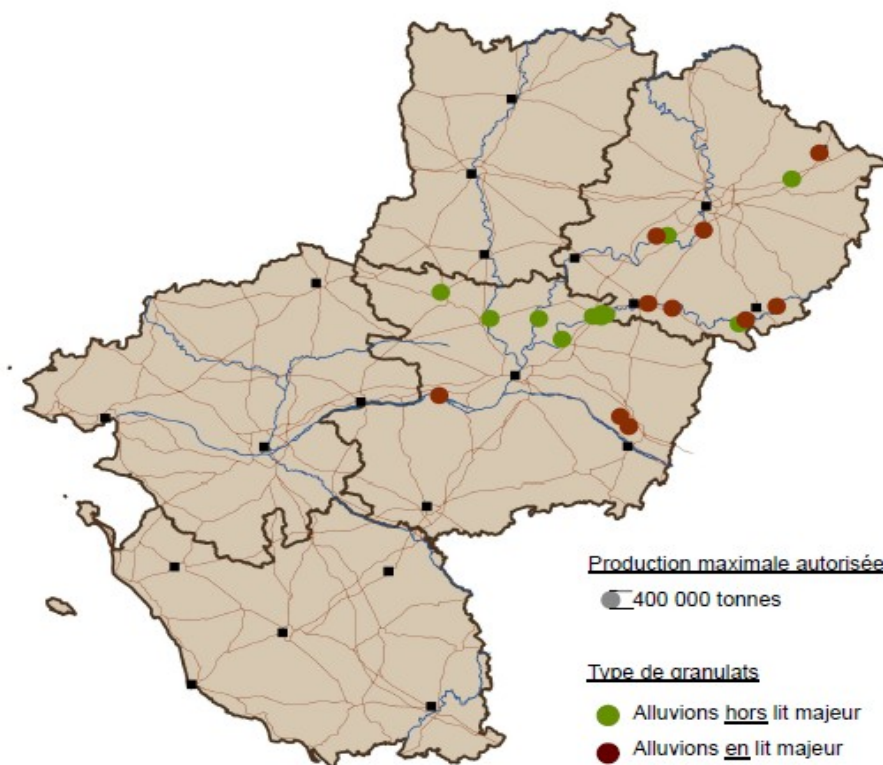 Production maximale autorisée
400 000 tonnes
Type de granulats
Alluvions hors lit majeur
Alluvions en lit majeur